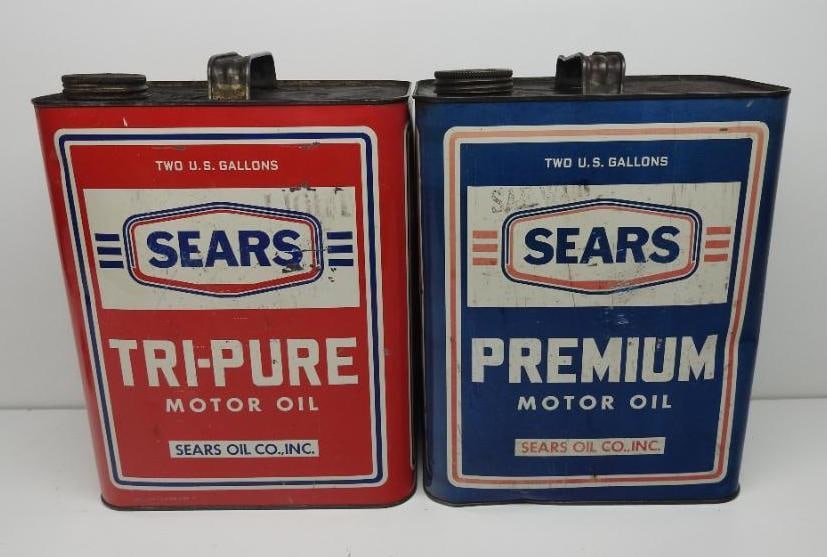 TWO U.S. GALLONS
SEARS
TRI-PURE
MOTOR OIL
SEARS OIL CO.,INC.
TWO U.S. GALLONS
SEARS
PREMIUM
MOTOR OIL
SEARS OIL CO.,INC.